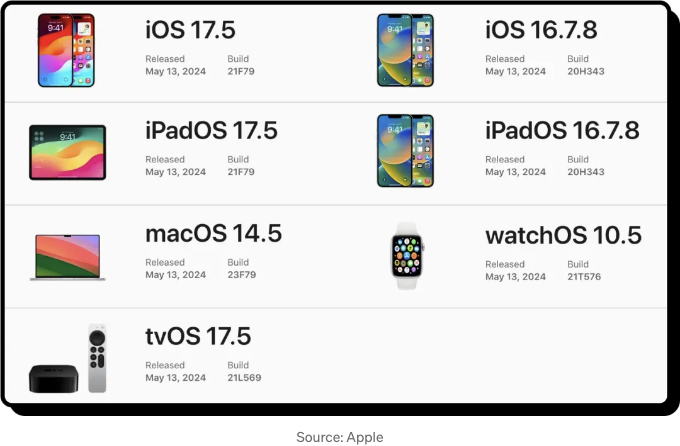 iOS 17.5
Released Build
May 13, 2024 21F79
iOS 16.7.8
Released Build
May 13, 2024 20H343
iPadOS 17.5
Released Build
May 13, 2024 21F79
iPadOS 16.7.8
Released Build
May 13, 2024 20H343
macOS 14.5
Released Build
May 13, 2024 23F79
watchOS 10.5
Released Build
May 13, 2024 21T576
tvOS 17.5
Released Build
May 13, 2024 21L569
9:41
9:41
9:41
9:41
Source: Apple